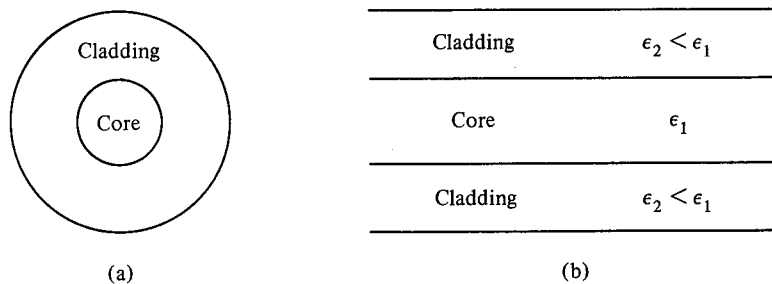 Cladding
Core
(a)
Cladding ϵ₂ < ϵ₁
Core ϵ₁
Cladding ϵ₂ < ϵ₁
(b)